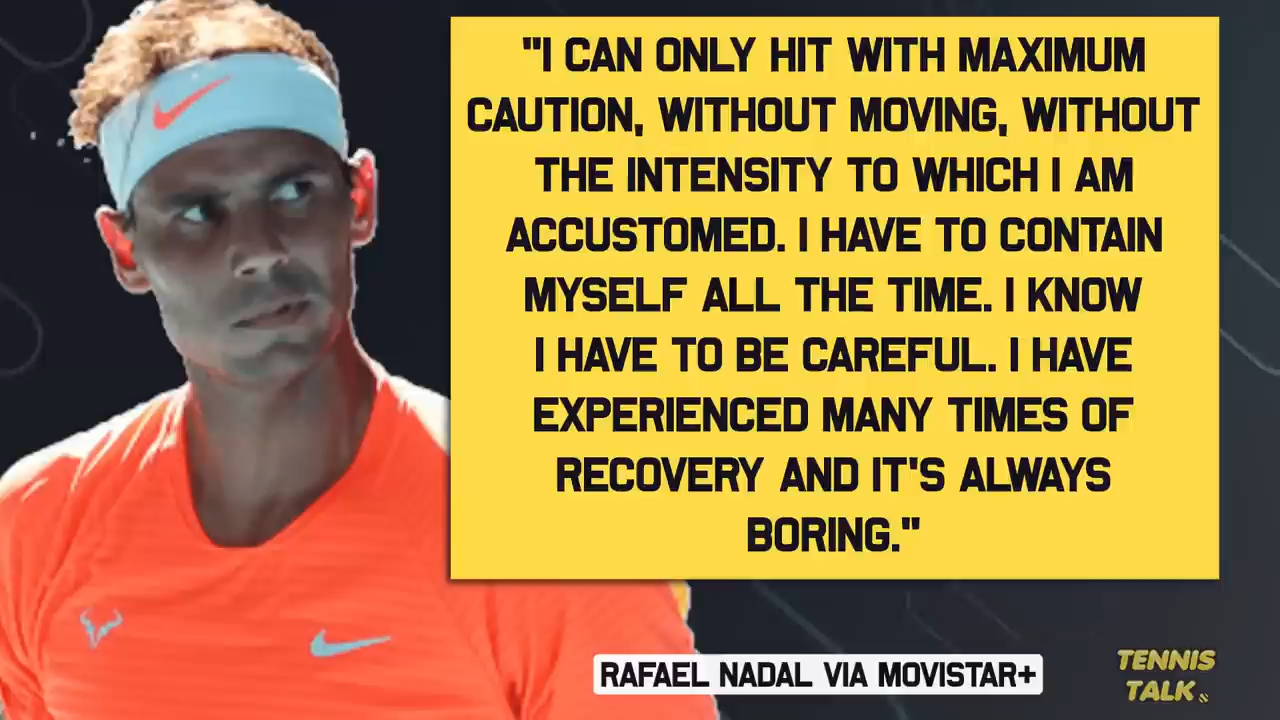 "I CAN ONLY HIT WITH MAXIMUM
CAUTION, WITHOUT MOVING, WITHOUT
THE INTENSITY TO WHICH I AM
ACCUSTOMED. I HAVE TO CONTAIN
MYSELF ALL THE TIME. I KNOW
I HAVE TO BE CAREFUL. I HAVE
EXPERIENCED MANY TIMES OF
RECOVERY AND IT'S ALWAYS
BORING."
RAFAEL NADAL VIA MOVISTAR+
TENNIS
TALK